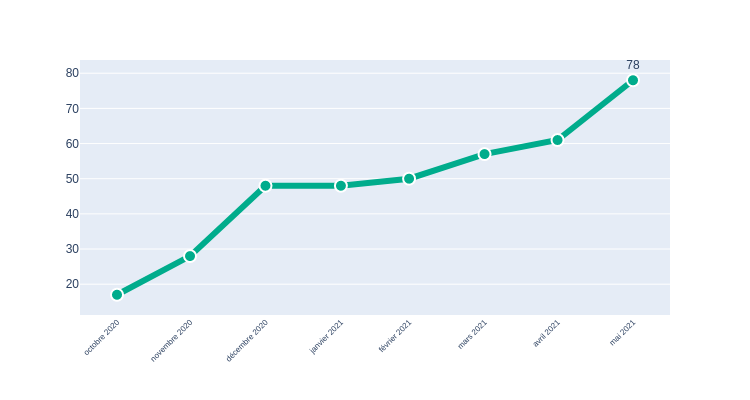 78
80
70
60
50
40
30
20
octobre 2020
novembre 2020
décembre 2020
janvier 2021
février 2021
mars 2021
avril 2021
mai 2021